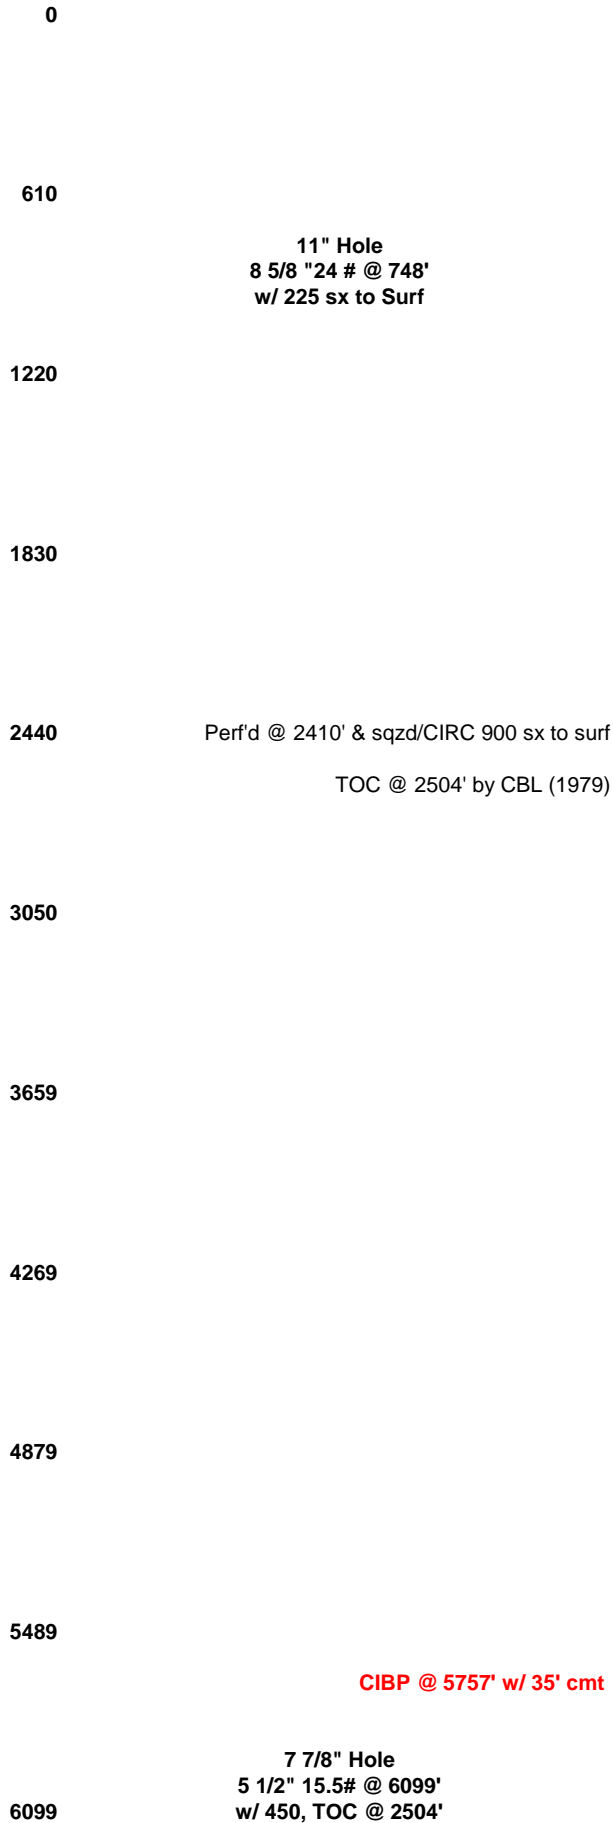 0
610
11" Hole
8 5/8 "24 # @ 748'
w/ 225 sx to Surf
1220
1830
2440 Perf'd @ 2410' & sqzd/CIRC 900 sx to surf
TOC @ 2504' by CBL (1979)
3050
3659
4269
4879
5489
CIBP @ 5757' w/ 35' cmt
7 7/8" Hole
5 1/2" 15.5# @ 6099'
6099 w/ 450, TOC @ 2504'